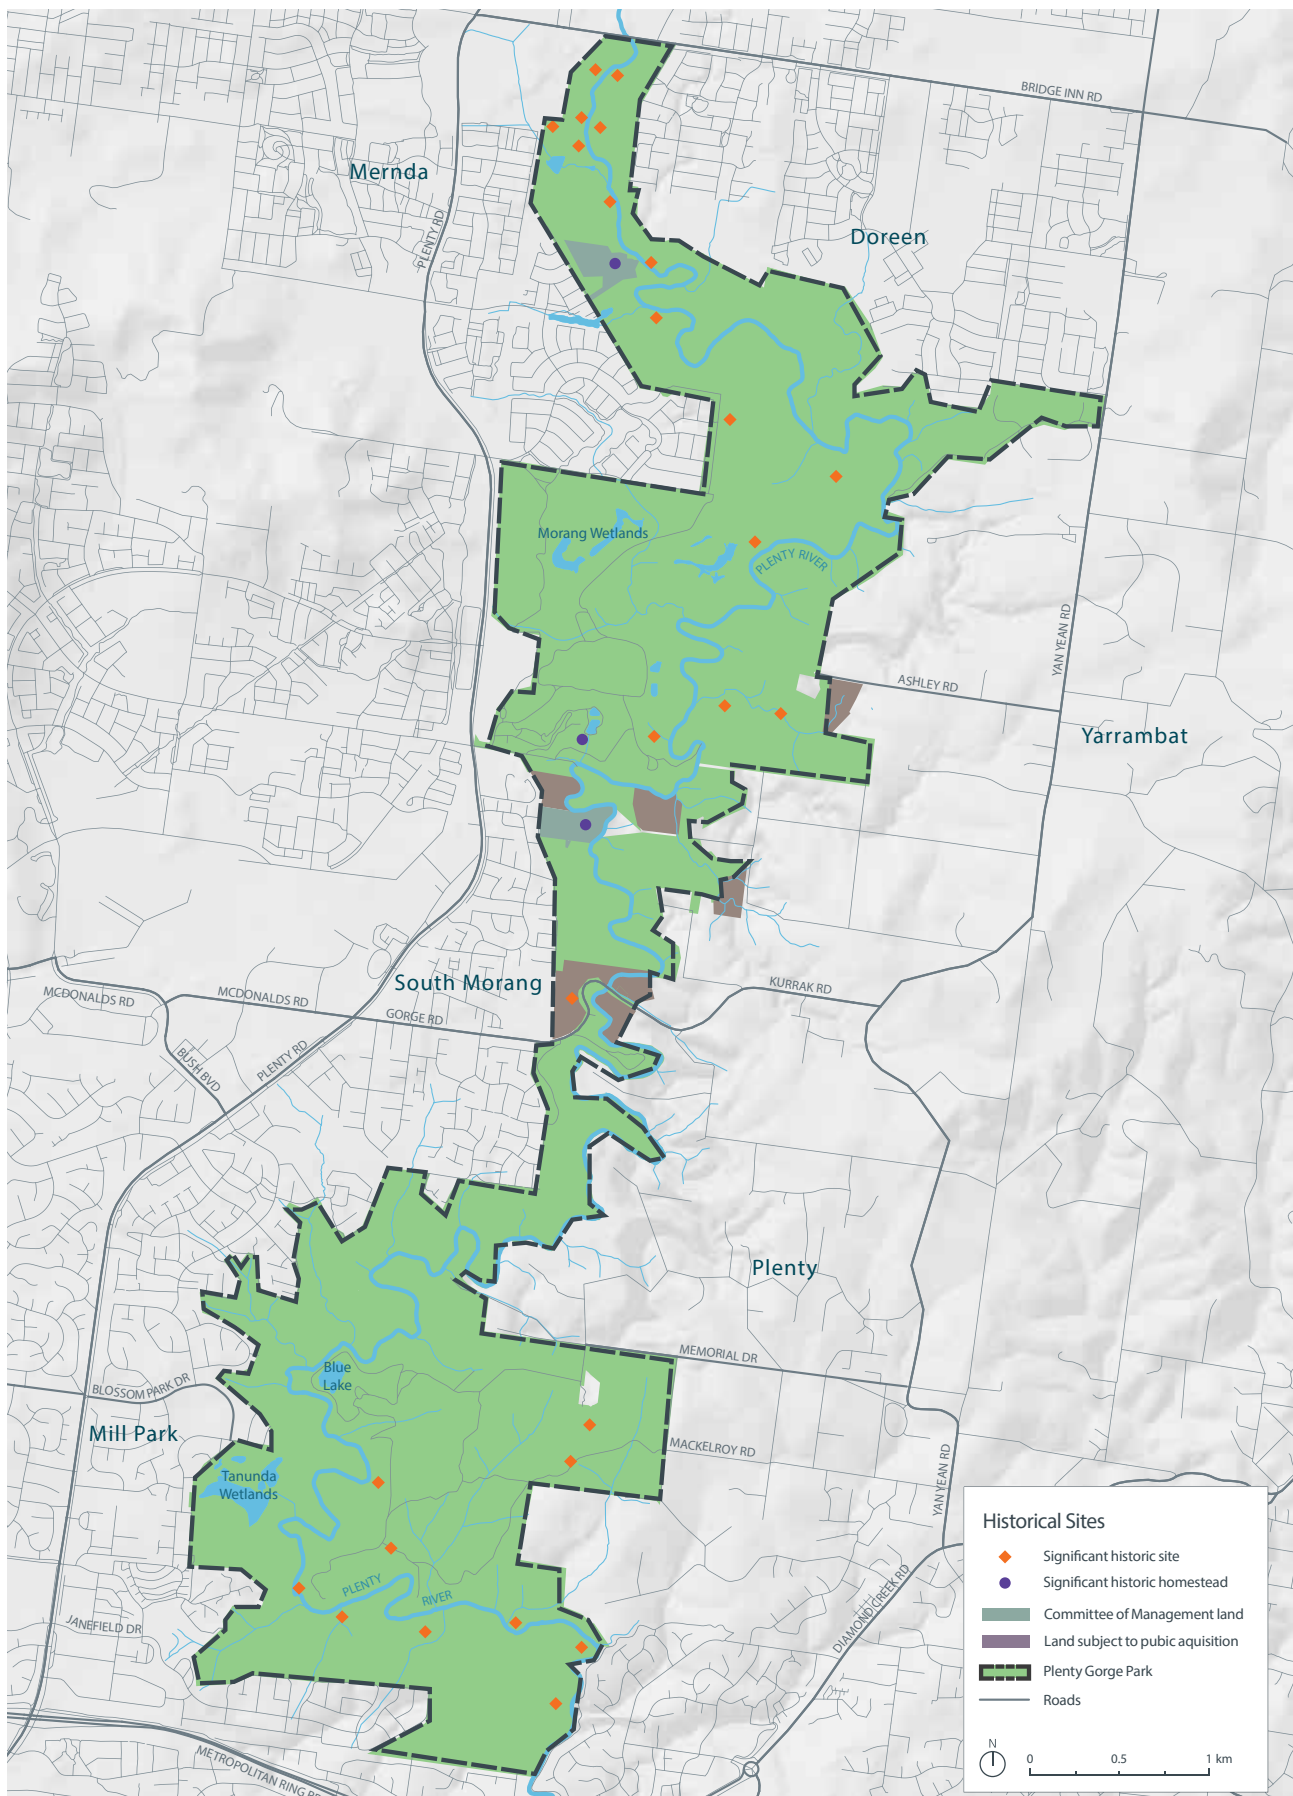 BRIDGE INN RD
Mernda
PLENTY RD
Doreen
Morang Wetlands
PLENTY RIVER
YAN YEAN RD
ASHLEY RD
Yarrambat
South Morang
MCDONALDS RD
MCDONALDS RD
GORGE RD
KURRAK RD
BUSH BVD
PLENTY RD
Plenty
MEMORIAL DR
Blue
Lake
BLOSSOM PARK DR
Mill Park
MACKELROY RD
Tanunda
Wetlands
YAN YEAN RD
PLENTY
RIVER
JANEFIELD DR
DIAMOND CREEK RD
METROPOLITAN RING
Historical Sites
Significant historic site
Significant historic homestead
Committee of Management land
Land subject to pubic aquisition
Plenty Gorge Park
Roads
N
0 0.5 1 km